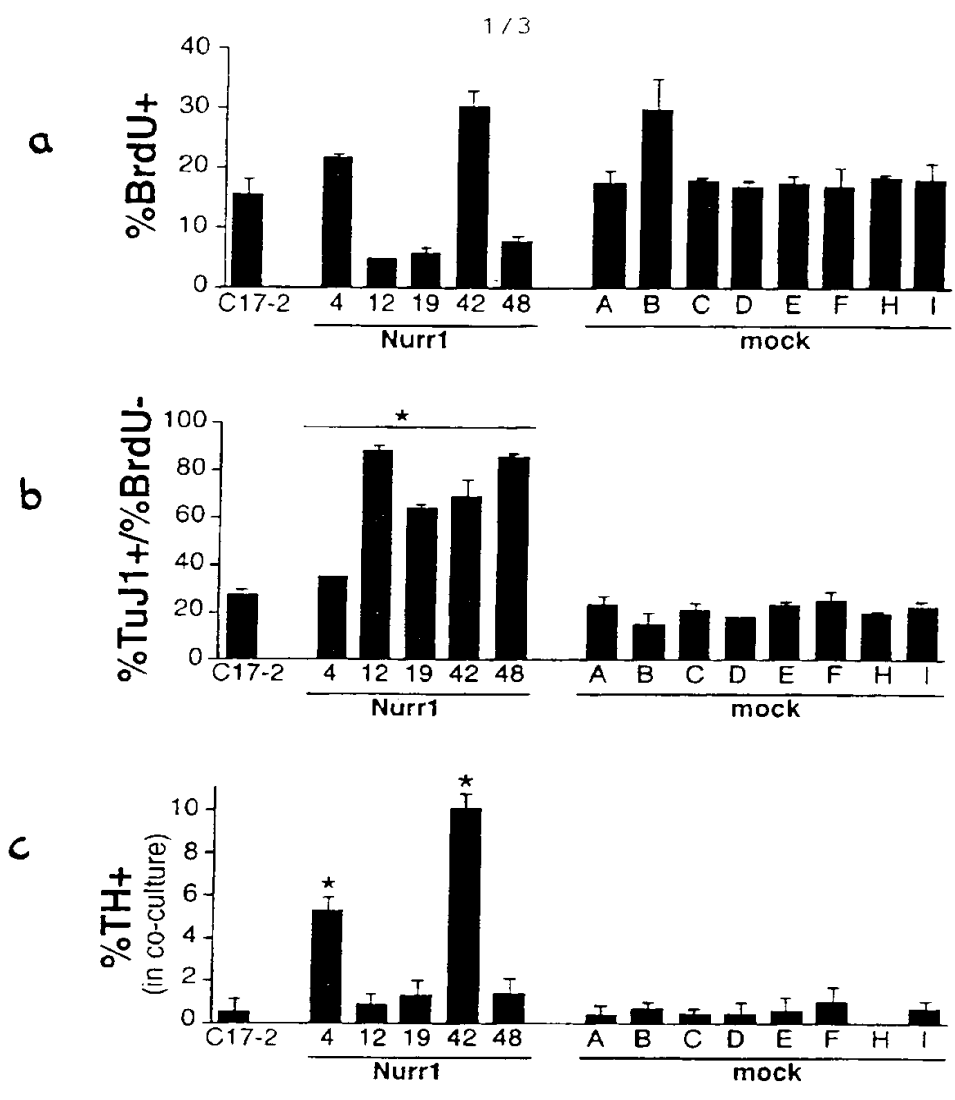 1/3
a
%BrdU+
40
30
20
10
0
C17-2 4 12 19 42 48 A B C D E F H I
Nurr1 mock
b
%TuJ1+/%BrdU-
*
100
80
60
40
20
0
C17-2 4 12 19 42 48 A B C D E F H I
Nurr1 mock
c
%TH+
(in co-culture)
*
*
10
8
6
4
2
0
C17-2 4 12 19 42 48 A B C D E F H I
Nurr1 mock